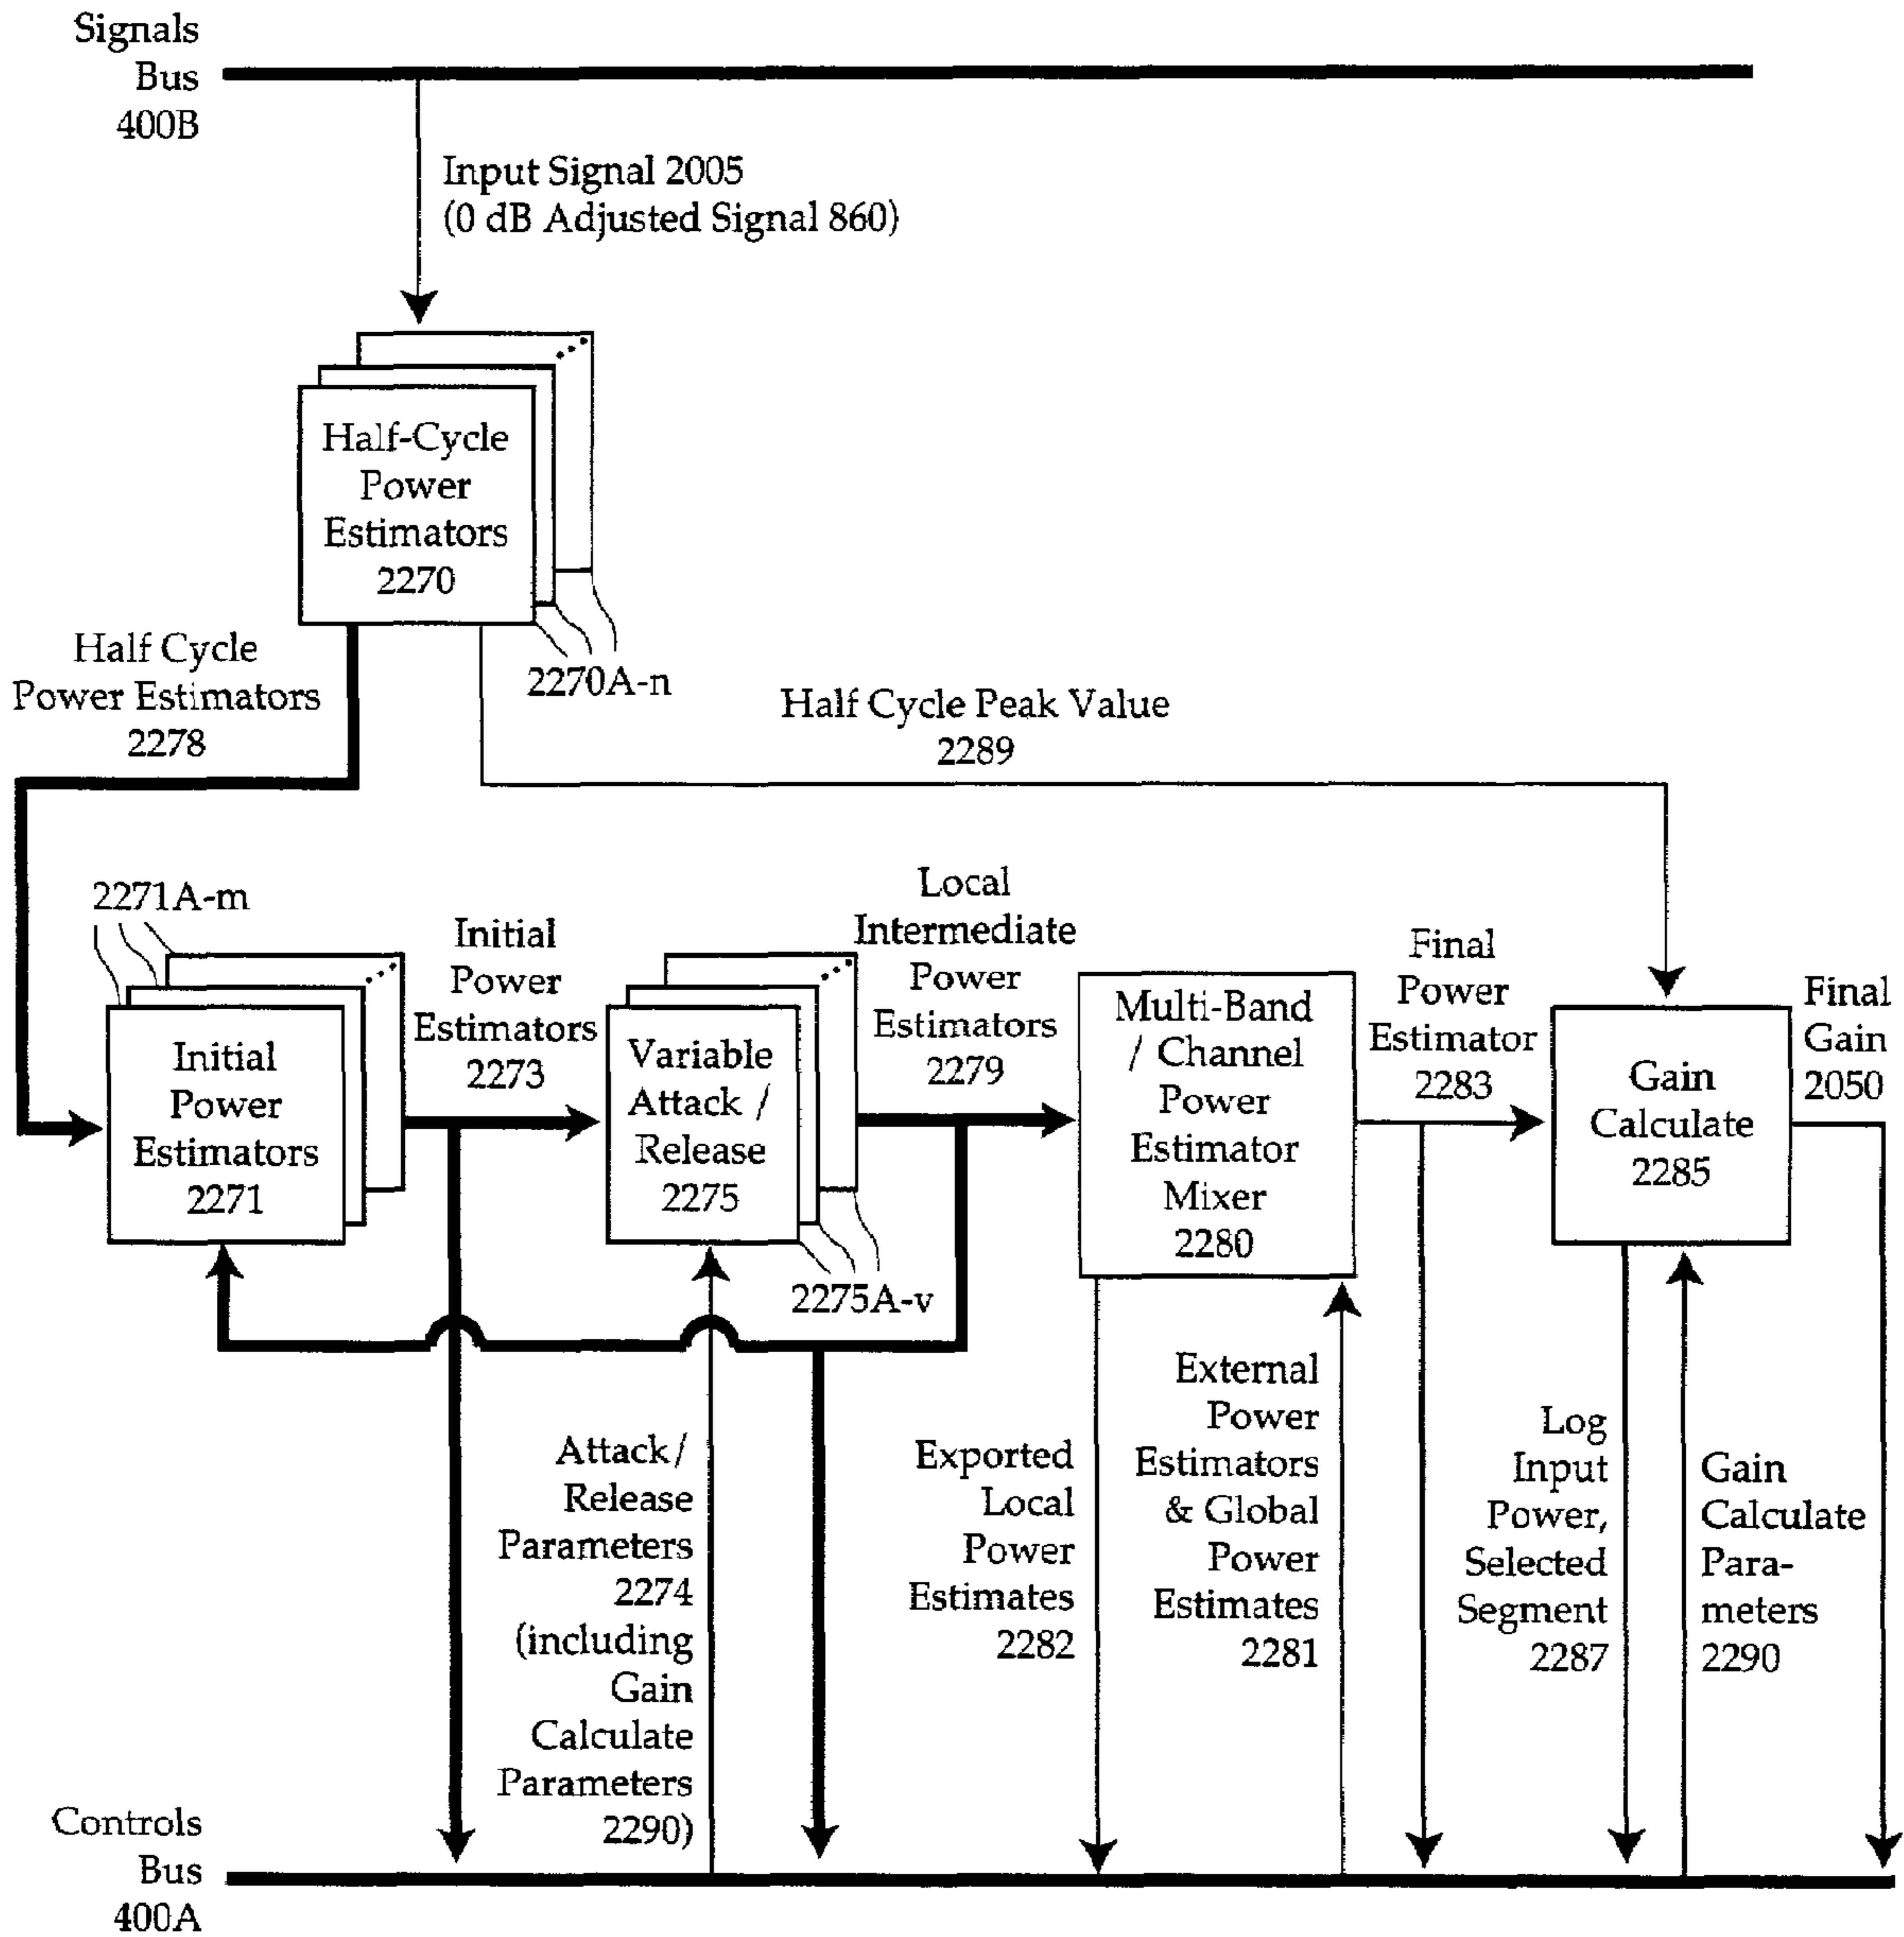 Signals
Bus
400B
Input Signal 2005
(0 dB Adjusted Signal 860)
Half-Cycle
Power
Estimators
2270
2270A-n
Half Cycle
Power Estimators
2278
Half Cycle Peak Value
2289
2271A-m
Initial
Power
Estimators
2271
Initial
Power
Estimators
2273
Variable
Attack /
Release
2275
2275A-v
Local
Intermediate
Power
Estimators
2279
Multi-Band
/ Channel
Power
Estimator
Mixer
2280
Final
Power
Estimator
2283
Gain
Calculate
2285
Final
Gain
2050
Attack/
Release
Parameters
2274
(including
Gain
Calculate
Parameters
2290)
Exported
Local
Power
Estimates
2282
External
Power
Estimators
& Global
Power
Estimates
2281
Log
Input
Power,
Selected
Segment
2287
Gain
Calculate
Para-
meters
2290
Controls
Bus
400A